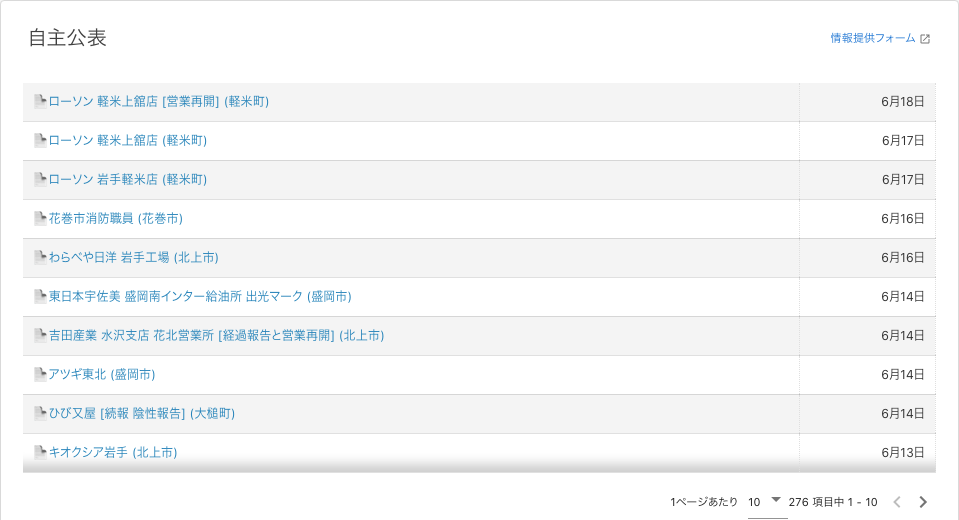 自主公表
情報提供フォーム
ローソン 軽米上舘店 [営業再開] (軽米町) 6月18日
ローソン 軽米上舘店 (軽米町) 6月17日
ローソン 岩手軽米店 (軽米町) 6月17日
花巻市消防職員 (花巻市) 6月16日
わらべや日洋 岩手工場 (北上市) 6月16日
東日本宇佐美 盛岡南インター給油所 出光マーク (盛岡市) 6月14日
吉田産業 水沢支店 花北営業所 [経過報告と営業再開] (北上市) 6月14日
アツギ東北 (盛岡市) 6月14日
ひび又屋 [続報 陰性報告] (大槌町) 6月14日
キオクシア岩手 (北上市) 6月13日
1ページあたり 10 276 項目中 1 - 10